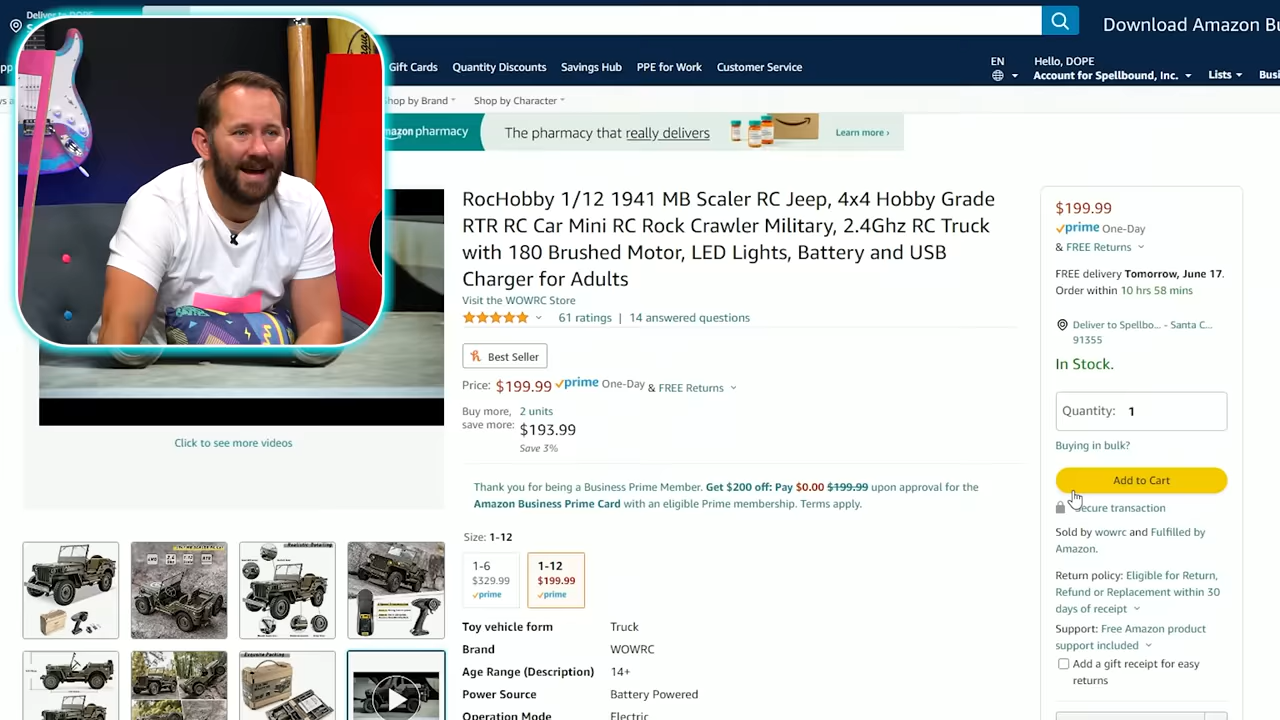 Deliver to DOPE
Download Amazon Bu
Gift Cards
Quantity Discounts
Savings Hub
PPE for Work
Customer Service
EN
Hello, DOPE
Account for Spellbound, Inc.
Lists
Busi
hop by Brand
Shop by Character
mazon pharmacy
The pharmacy that really delivers
Learn more ›
RocHobby 1/12 1941 MB Scaler RC Jeep, 4x4 Hobby Grade
RTR RC Car Mini RC Rock Crawler Military, 2.4Ghz RC Truck
with 180 Brushed Motor, LED Lights, Battery and USB
Charger for Adults
Visit the WOWRC Store
61 ratings | 14 answered questions
Best Seller
Price: $199.99 prime One-Day & FREE Returns
Buy more, 2 units
save more: $193.99
Save 3%
Thank you for being a Business Prime Member. Get $200 off: Pay $0.00 $199.99 upon approval for the
Amazon Business Prime Card with an eligible Prime membership. Terms apply.
Size: 1-12
1-6
$329.99
prime
1-12
$199.99
prime
Toy vehicle form Truck
Brand WOWRC
Age Range (Description) 14+
Power Source Battery Powered
Operation Mode Electric
Click to see more videos
$199.99
prime One-Day
& FREE Returns
FREE delivery Tomorrow, June 17.
Order within 10 hrs 58 mins
Deliver to Spellbo... - Santa C...
91355
In Stock.
Quantity: 1
Buying in bulk?
Add to Cart
ecure transaction
Sold by wowrc and Fulfilled by
Amazon.
Return policy: Eligible for Return,
Refund or Replacement within 30
days of receipt
Support: Free Amazon product
support included
Add a gift receipt for easy
returns